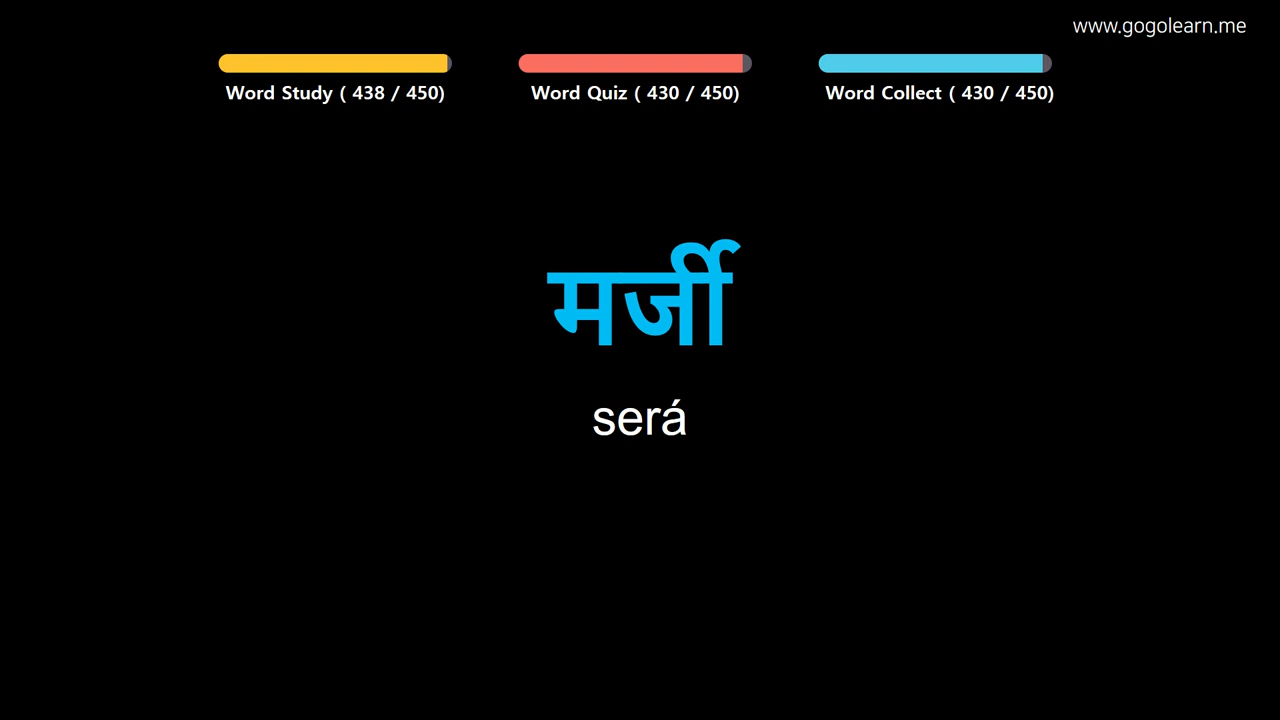 www.gogolearn.me
Word Study ( 438 / 450)
Word Quiz ( 430 / 450)
Word Collect ( 430 / 450)
मर्जी
será